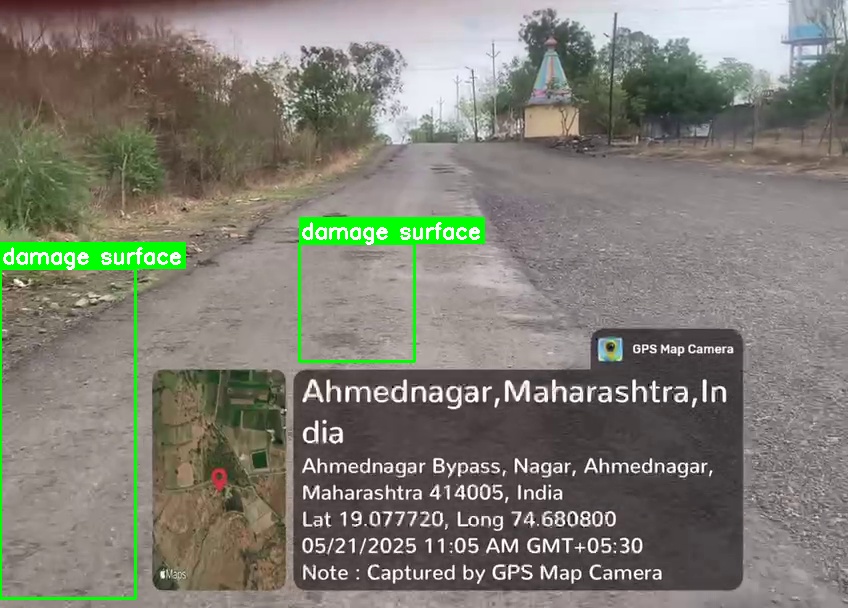 damage surface
damage surface
GPS Map Camera
Ahmednagar,Maharashtra,In
dia
Ahmednagar Bypass, Nagar, Ahmednagar,
Maharashtra 414005, India
Lat 19.077720, Long 74.680800
05/21/2025 11:05 AM GMT+05:30
Note : Captured by GPS Map Camera
Maps